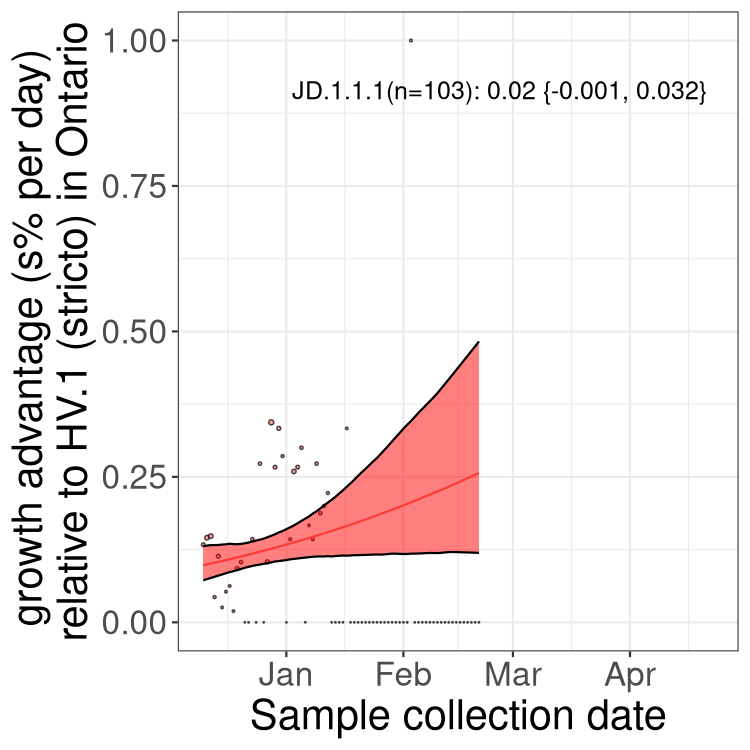 growth advantage (s% per day)
relative to HV.1 (stricto) in Ontario
1.00
0.75
0.50
0.25
0.00
JD.1.1.1(n=103): 0.02 {-0.001, 0.032}
Jan Feb Mar Apr
Sample collection date